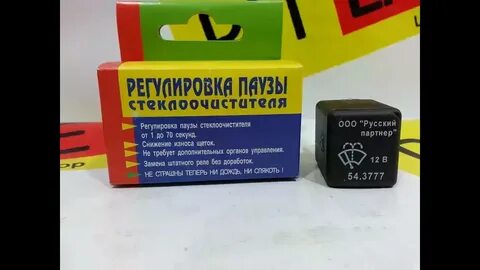 РЕГУЛИРОВКА ПАУЗЫ
стеклоочистителя
Регулировка паузы стеклоочистителя
от 1 до 70 секунд.
Снижение износа щеток.
Не требует дополнительных органов управления.
Замена штатного реле без доработок.
НЕ СТРАШНЫ ТЕПЕРЬ НИ ДОЖДЬ, НИ СЛЯКОТЬ !
ООО "Русский
партнер"
12 В
54.3777